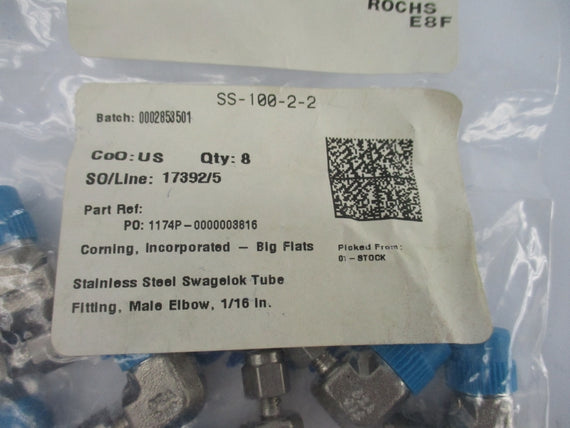 ROCHS
E8F
SS-100-2-2
Batch: 0002853501
CoO: US Qty: 8
SO/Line: 17392/5
Part Ref:
PO: 1174P-0000003816
Corning, Incorporated - Big Flats
Picked From:
01-STOCK
Stainless Steel Swagelok Tube
Fitting, Male Elbow, 1/16 in.